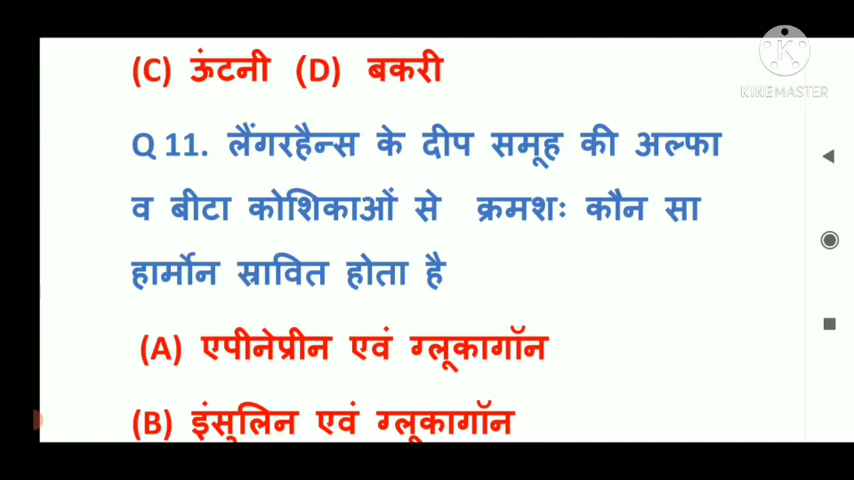 (C) ऊंटनी (D) बकरी
KINEMASTER
Q 11. लैंगरहैन्स के दीप समूह की अल्फा
व बीटा कोशिकाओं से क्रमशः कौन सा
हार्मोन स्रावित होता है
(A) एपीनेप्रीन एवं ग्लूकागॉन
(B) इंसुलिन एवं ग्लूकागॉन